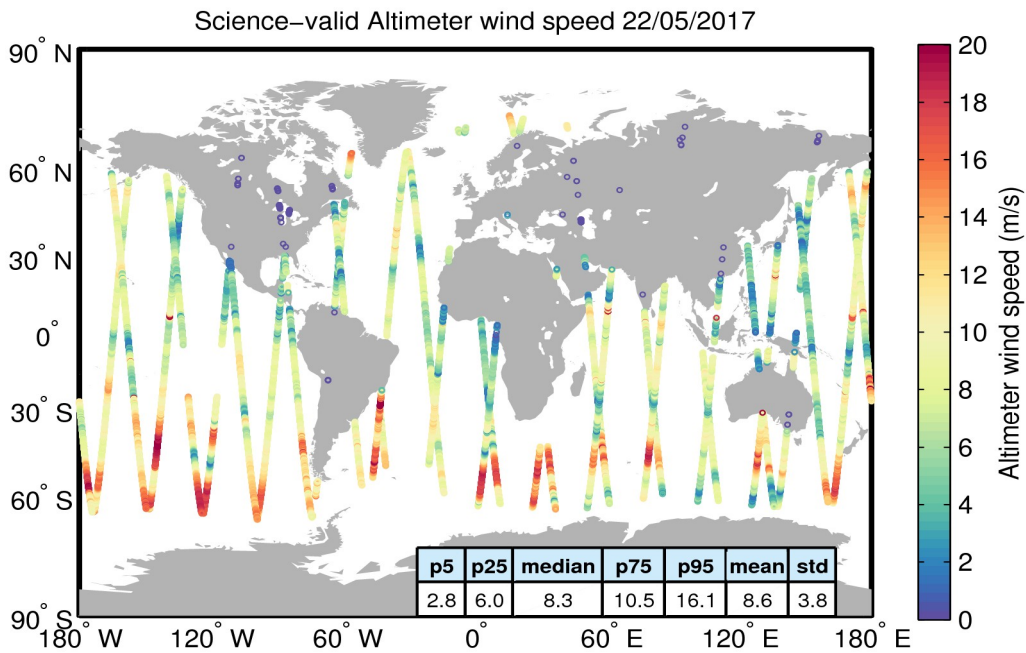 Science−valid Altimeter wind speed 22/05/2017
90° N
60° N
30° N
0°
30° S
60° S
90° S
180° W
120° W
60° W
0°
60° E
120° E
180° E
p5 p25 median p75 p95 mean std
2.8 6.0 8.3 10.5 16.1 8.6 3.8
20
18
16
14
12
10
8
6
4
2
0
Altimeter wind speed (m/s)